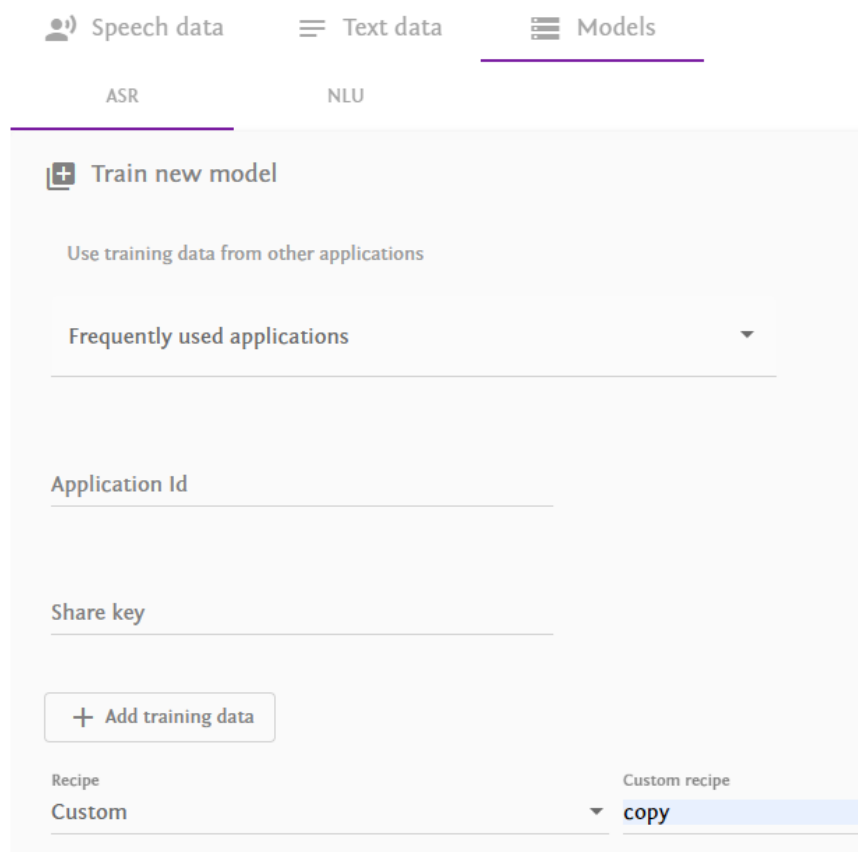 Speech data Text data Models
ASR NLU
Train new model
Use training data from other applications
Frequently used applications
Application Id
Share key
Add training data
Recipe Custom recipe
Custom copy